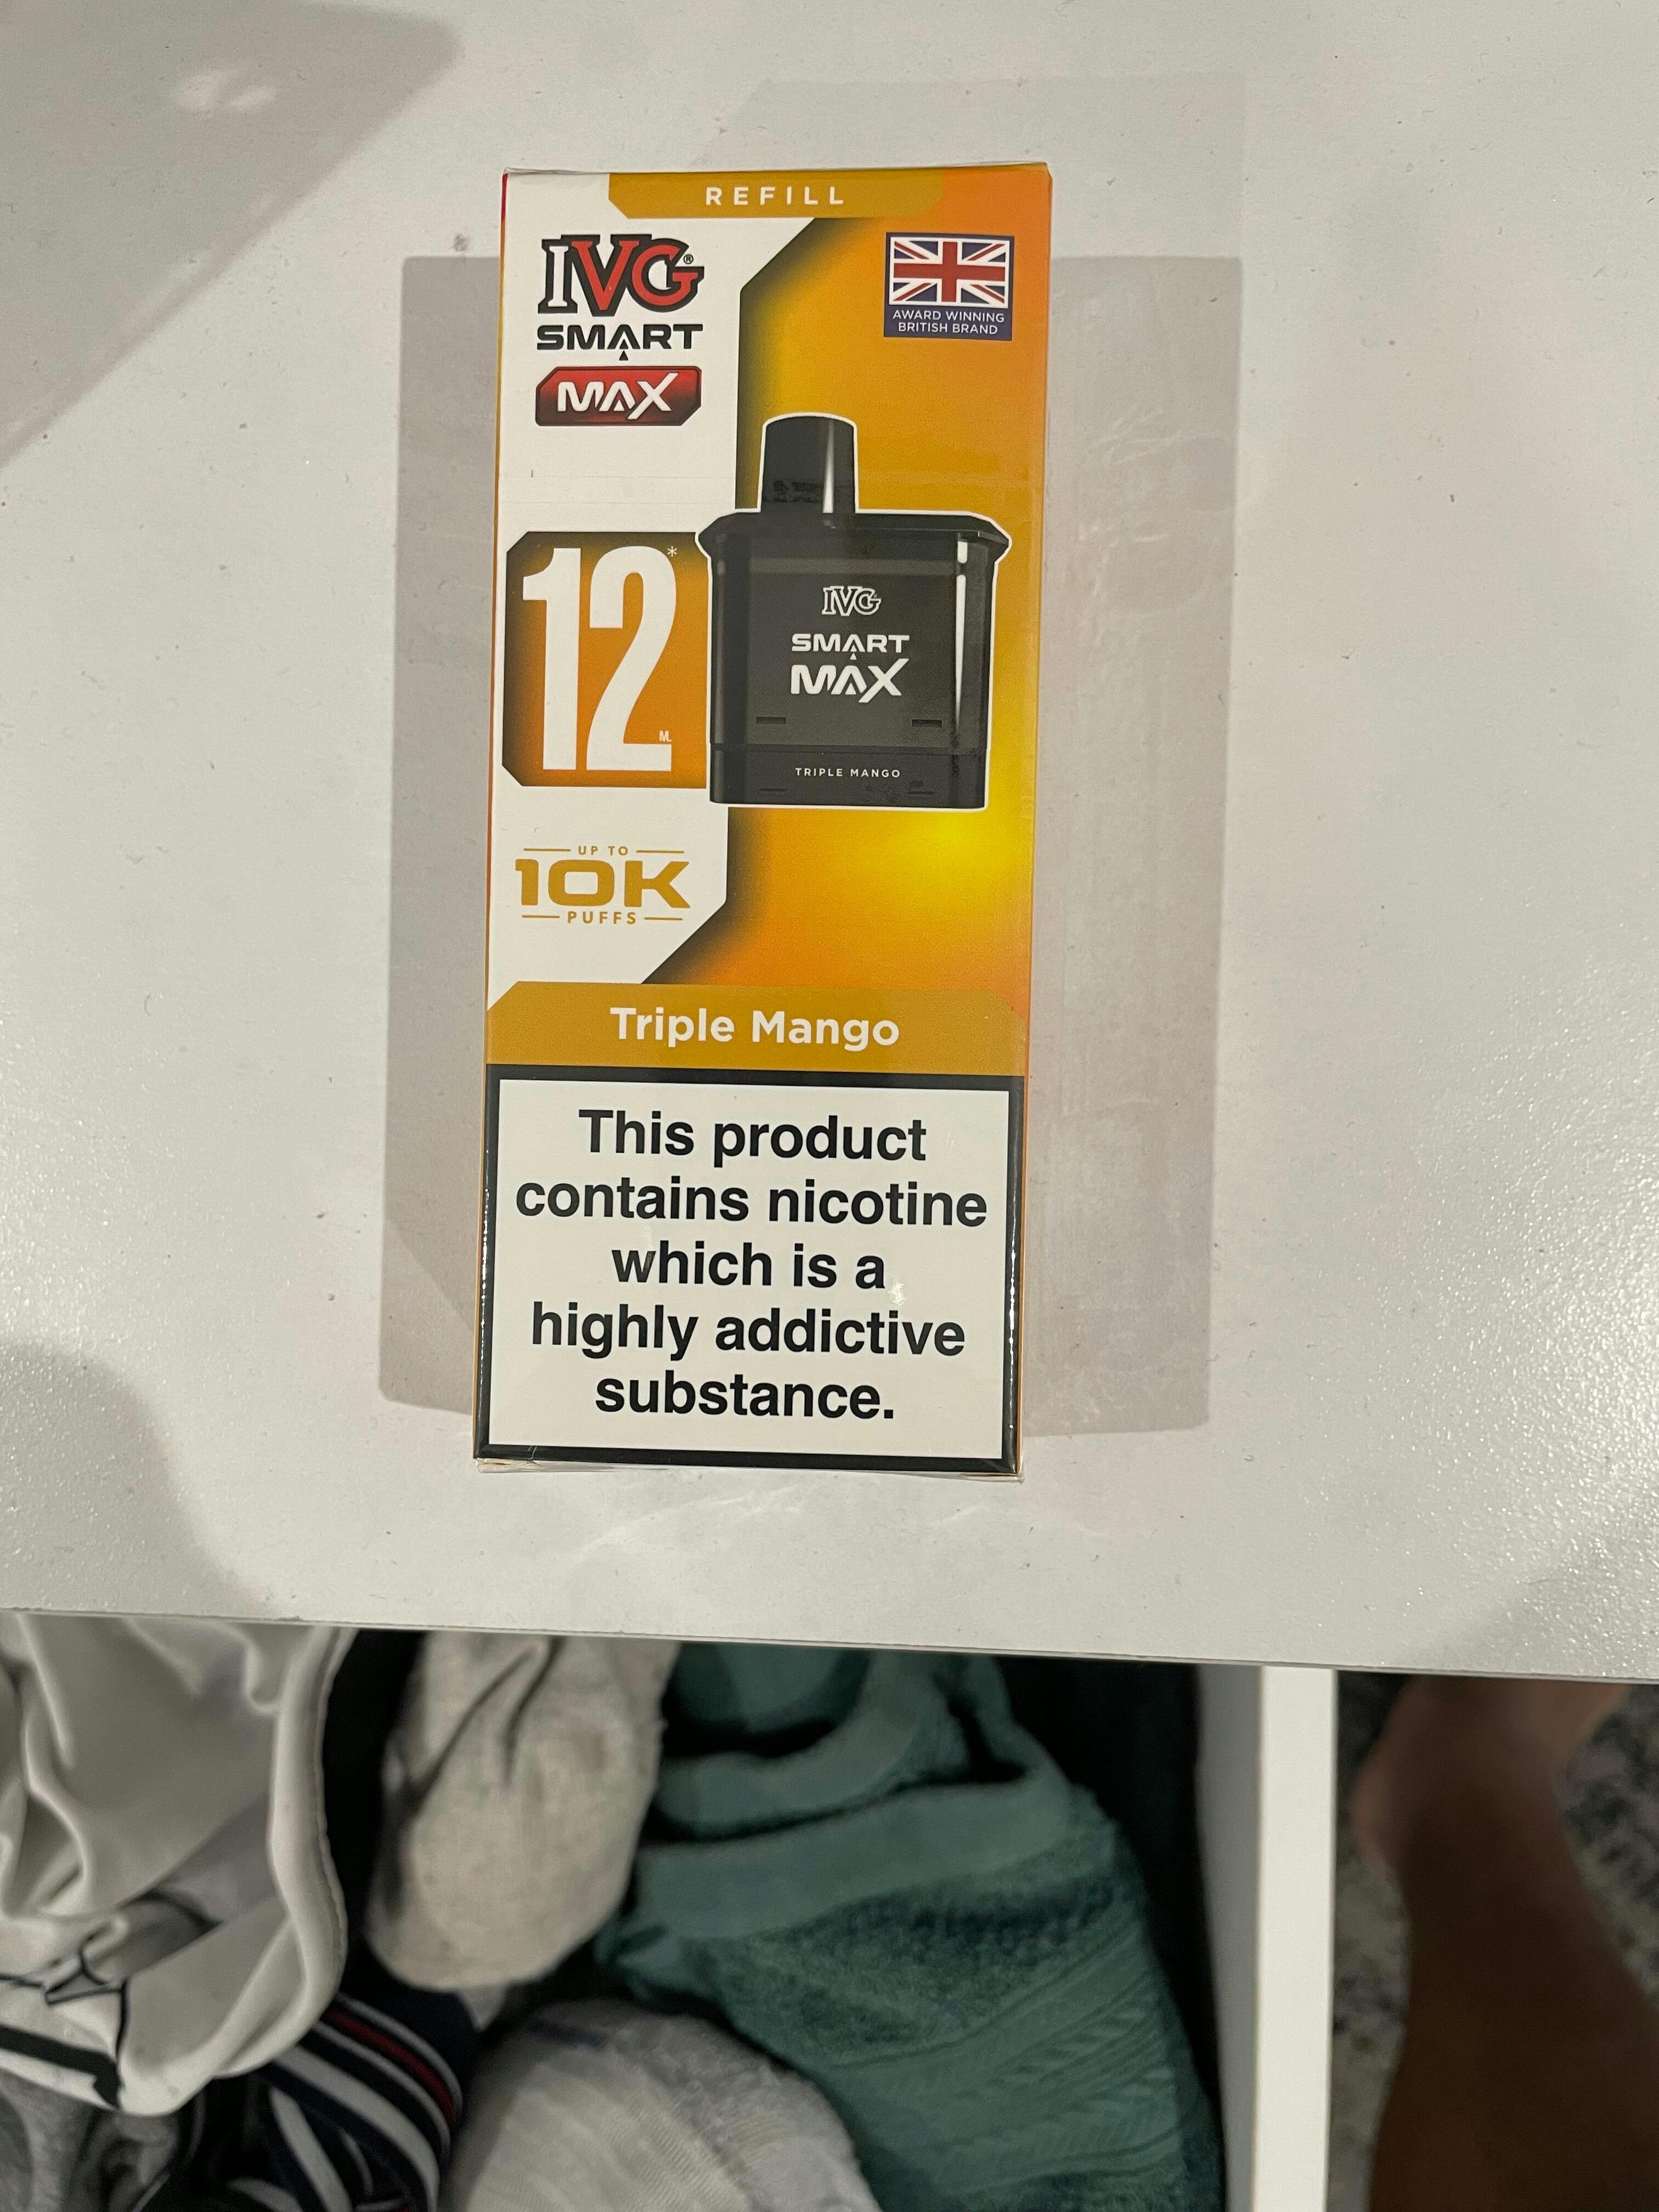 REFILL
IVG®
SMART
MAX
AWARD WINNING
BRITISH BRAND
12*
ML
IVG
SMART
MAX
TRIPLE MANGO
UP TO
10K
PUFFS
Triple Mango
This product
contains nicotine
which is a
highly addictive
substance.